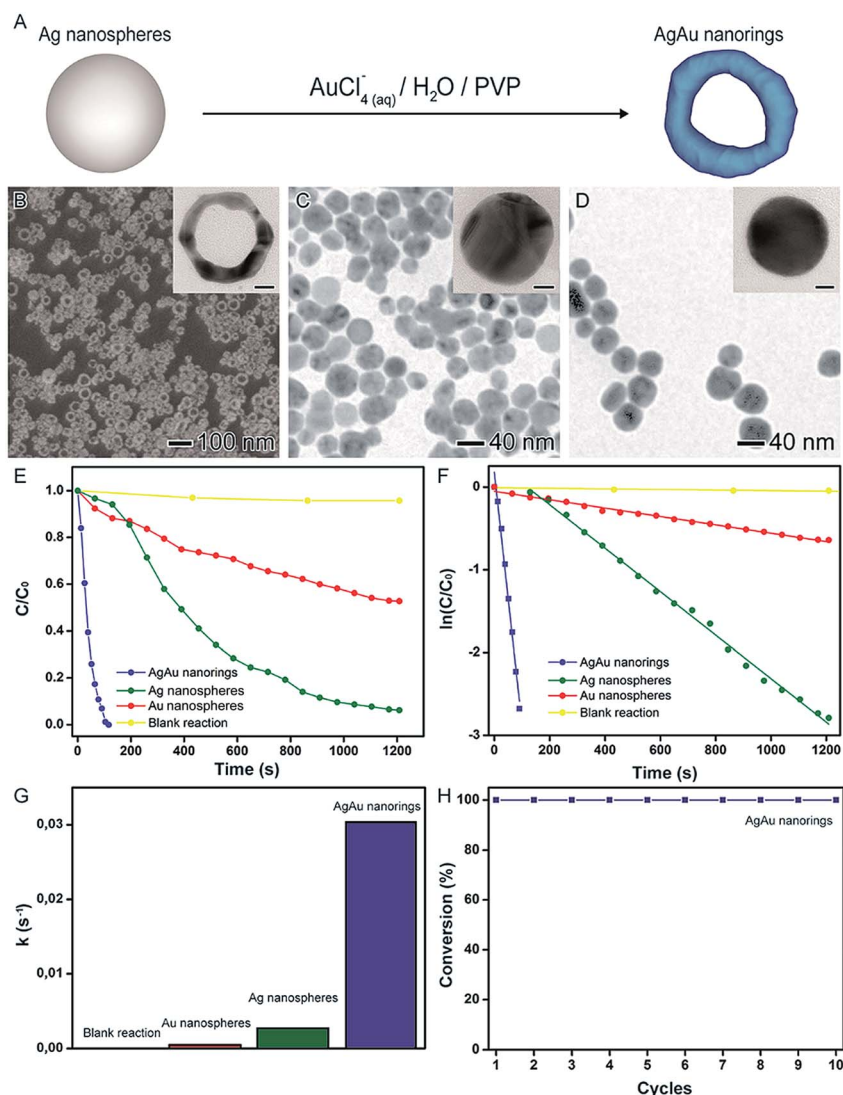 A
Ag nanospheres
AgAu nanorings
AuCl₄⁻ (aq) / H₂O / PVP
B
C
D
100 nm
40 nm
40 nm
E
1.0
0.8
0.6
0.4
0.2
0.0
C/C₀
AgAu nanorings
Ag nanospheres
Au nanospheres
Blank reaction
0
200
400
600
800
1000
1200
Time (s)
F
0
-1
-2
-3
ln(C/C₀)
AgAu nanorings
Ag nanospheres
Au nanospheres
Blank reaction
0
200
400
600
800
1000
1200
Time (s)
G
0,03
0,02
0,01
0,00
k (s⁻¹)
Blank reaction
Au nanospheres
Ag nanospheres
AgAu nanorings
H
100
80
60
40
20
0
Conversion (%)
AgAu nanorings
1 2 3 4 5 6 7 8 9 10
Cycles